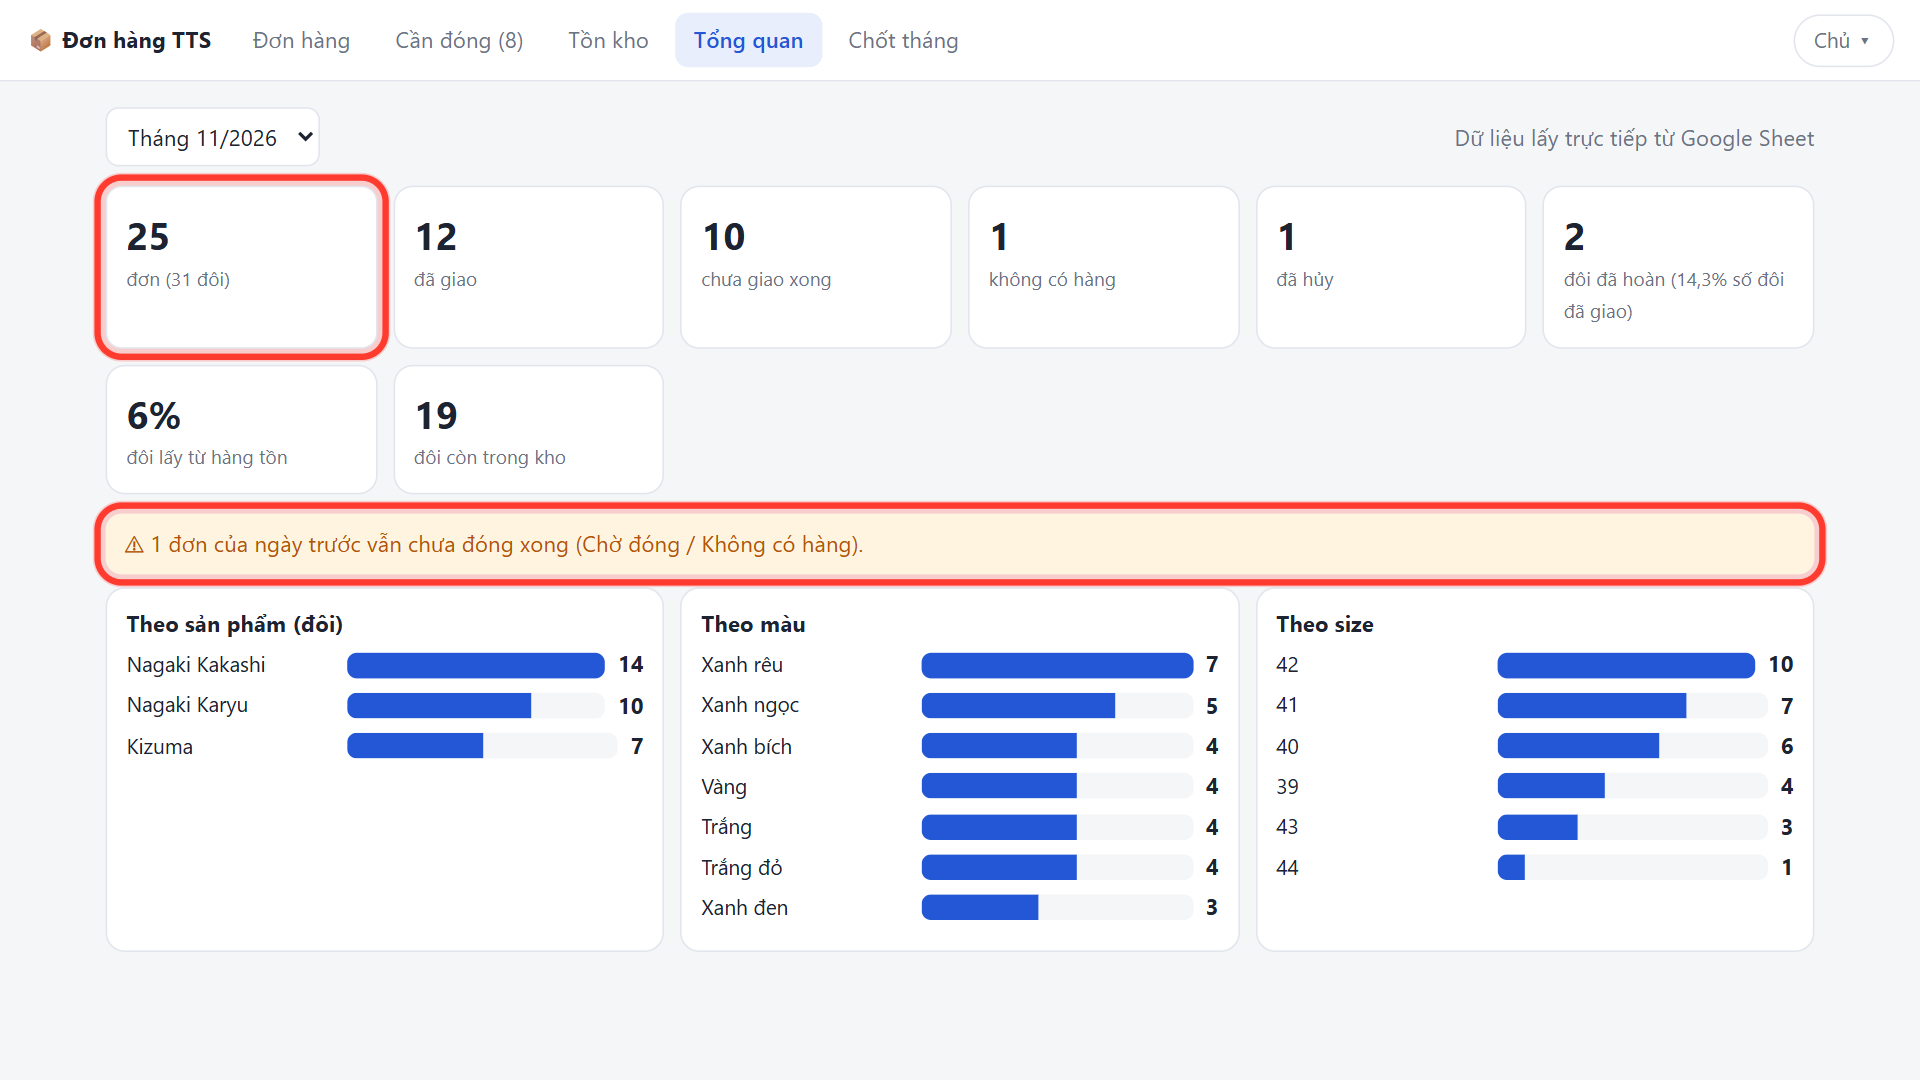 📦 Đơn hàng TTS
Đơn hàng
Cần đóng (8)
Tồn kho
Tổng quan
Chốt tháng
Chủ ▾
Tháng 11/2026
Dữ liệu lấy trực tiếp từ Google Sheet
25
đơn (31 đôi)
12
đã giao
10
chưa giao xong
1
không có hàng
1
đã hủy
2
đôi đã hoàn (14,3% số đôi
đã giao)
6%
đôi lấy từ hàng tồn
19
đôi còn trong kho
⚠ 1 đơn của ngày trước vẫn chưa đóng xong (Chờ đóng / Không có hàng).
Theo sản phẩm (đôi)
Nagaki Kakashi 14
Nagaki Karyu 10
Kizuma 7
Theo màu
Xanh rêu 7
Xanh ngọc 5
Xanh bích 4
Vàng 4
Trắng 4
Trắng đỏ 4
Xanh đen 3
Theo size
42 10
41 7
40 6
39 4
43 3
44 1